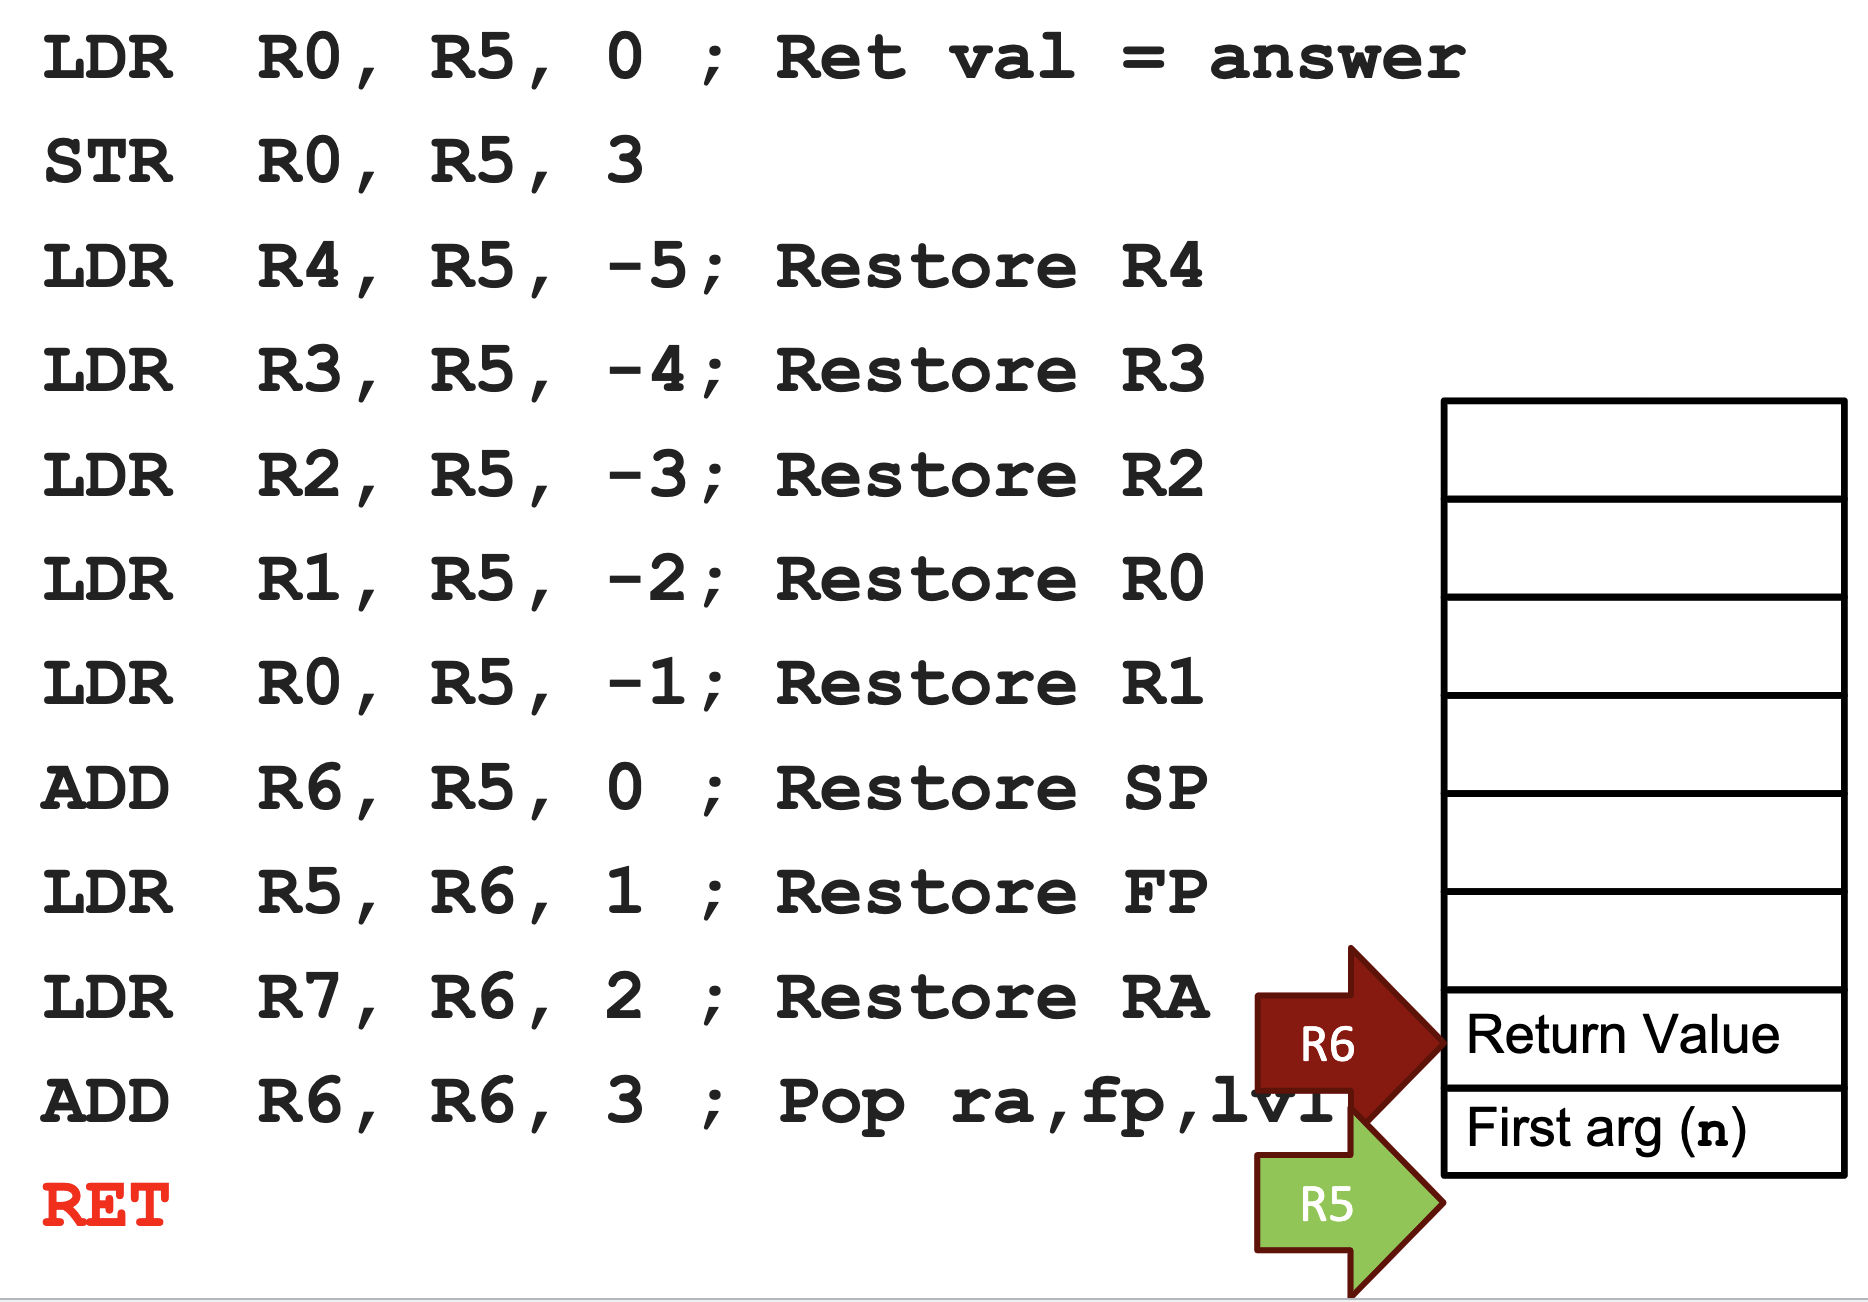 LDR R0, R5, 0 ; Ret val = answer
STR R0, R5, 3
LDR R4, R5, -5; Restore R4
LDR R3, R5, -4; Restore R3
LDR R2, R5, -3; Restore R2
LDR R1, R5, -2; Restore R0
LDR R0, R5, -1; Restore R1
ADD R6, R5, 0 ; Restore SP
LDR R5, R6, 1 ; Restore FP
LDR R7, R6, 2 ; Restore RA
ADD R6, R6, 3 ; Pop ra,fp,lv1
RET
R6
Return Value
First arg (n)
R5